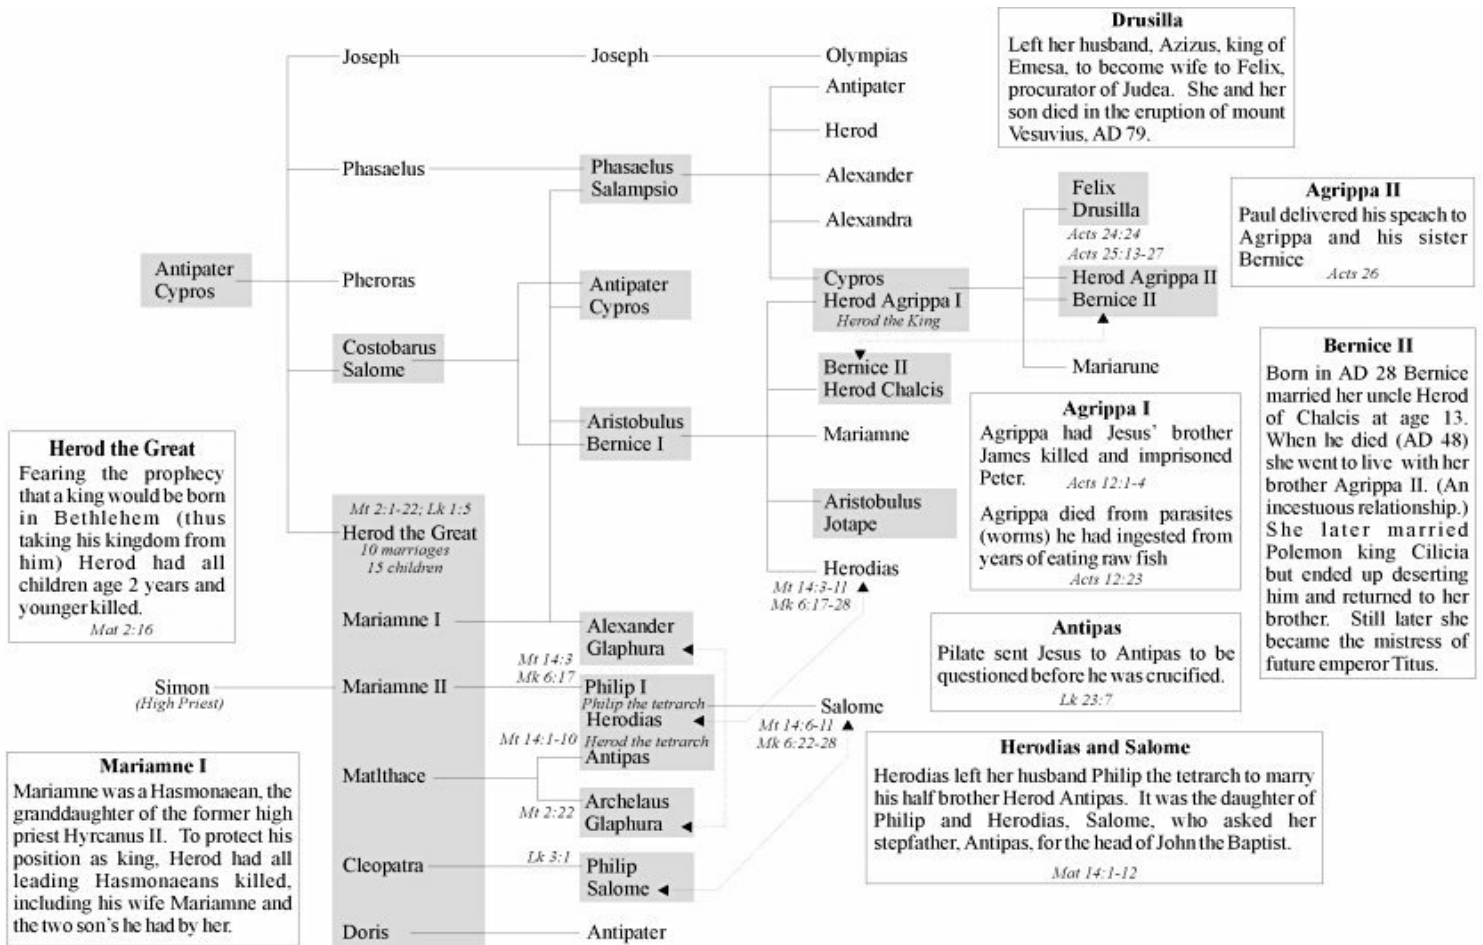 Joseph
Joseph
Olympias
Antipater
Herod
Phasaelus
Phasaelus
Salampsio
Alexander
Alexandra
Antipater
Cypros
Pheroras
Antipater
Cypros
Cypros
Herod Agrippa I
Herod the King
Costobarus
Salome
Bernice II
Herod Chalcis
Aristobulus
Bernice I
Mariamne
Aristobulus
Jotape
Herodias
Mt 14:3-11
Mk 6:17-28
Felix
Drusilla
Acts 24:24
Acts 25:13-27
Herod Agrippa II
Bernice II
Mariarune
Mt 2:1-22; Lk 1:5
Herod the Great
10 marriages
15 children
Mariamne I
Alexander
Glaphura
Mt 14:3
Mk 6:17
Simon
(High Priest)
Mariamne II
Philip I
Philip the tetrarch
Herodias
Salome
Mt 14:6-11
Mk 6:22-28
Mt 14:1-10
Herod the tetrarch
Antipas
Matlthace
Mt 2:22
Archelaus
Glaphura
Cleopatra
Lk 3:1
Philip
Salome
Doris
Antipater
Drusilla
Left her husband, Azizus, king of
Emesa, to become wife to Felix,
procurator of Judea. She and her
son died in the eruption of mount
Vesuvius, AD 79.
Agrippa II
Paul delivered his speach to
Agrippa and his sister
Bernice
Acts 26
Bernice II
Born in AD 28 Bernice
married her uncle Herod
of Chalcis at age 13.
When he died (AD 48)
she went to live with her
brother Agrippa II. (An
incestuous relationship.)
She later married
Polemon king Cilicia
but ended up deserting
him and returned to her
brother. Still later she
became the mistress of
future emperor Titus.
Agrippa I
Agrippa had Jesus' brother
James killed and imprisoned
Peter.
Acts 12:1-4
Agrippa died from parasites
(worms) he had ingested from
years of eating raw fish
Acts 12:23
Antipas
Pilate sent Jesus to Antipas to be
questioned before he was crucified.
Lk 23:7
Herodias and Salome
Herodias left her husband Philip the tetrarch to marry
his half brother Herod Antipas. It was the daughter of
Philip and Herodias, Salome, who asked her
stepfather, Antipas, for the head of John the Baptist.
Mat 14:1-12
Herod the Great
Fearing the prophecy
that a king would be born
in Bethlehem (thus
taking his kingdom from
him) Herod had all
children age 2 years and
younger killed.
Mat 2:16
Mariamne I
Mariamne was a Hasmonaean, the
granddaughter of the former high
priest Hyrcanus II. To protect his
position as king, Herod had all
leading Hasmonaeans killed,
including his wife Mariamne and
the two son's he had by her.